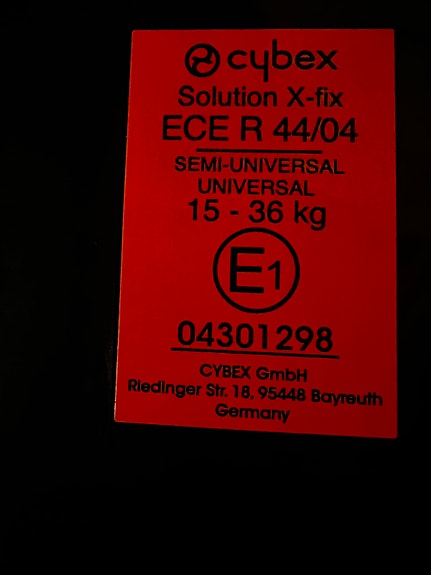 cybex
Solution X-fix
ECE R 44/04
SEMI-UNIVERSAL
UNIVERSAL
15 - 36 kg
E1
04301298
CYBEX GmbH
Riedinger Str. 18, 95448 Bayreuth
Germany